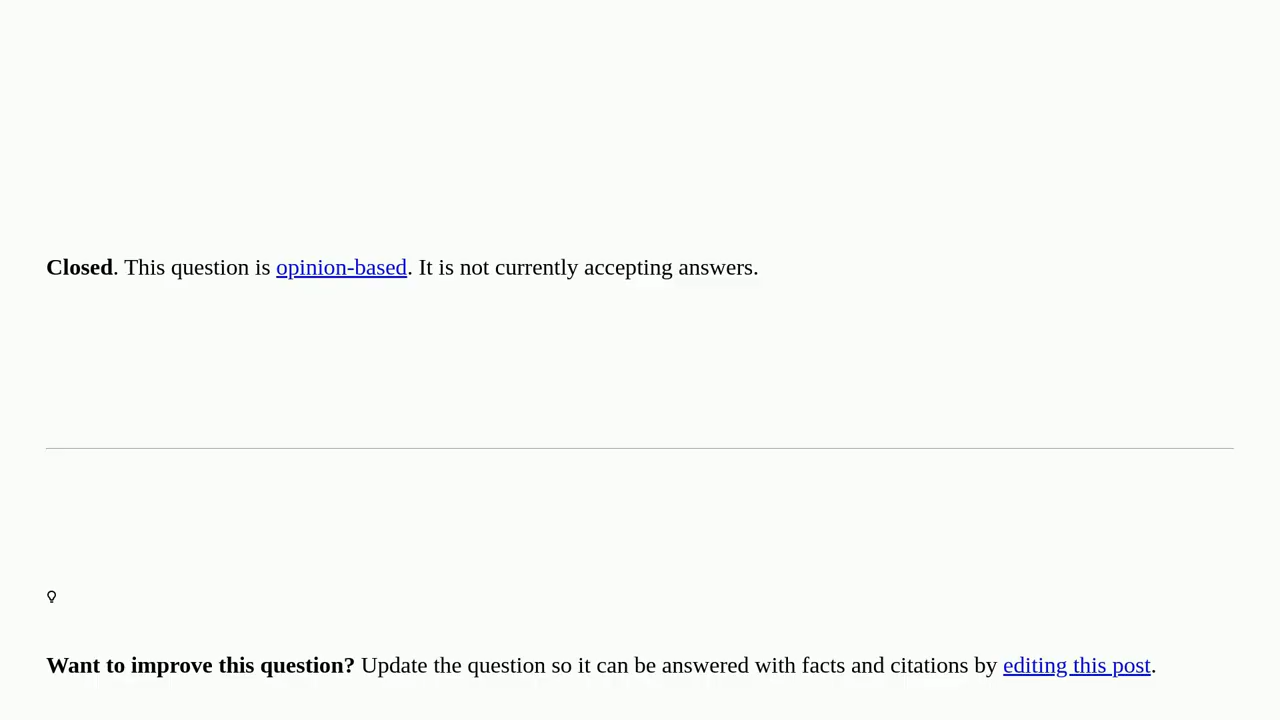 Closed. This question is opinion-based. It is not currently accepting answers.
Want to improve this question? Update the question so it can be answered with facts and citations by editing this post.